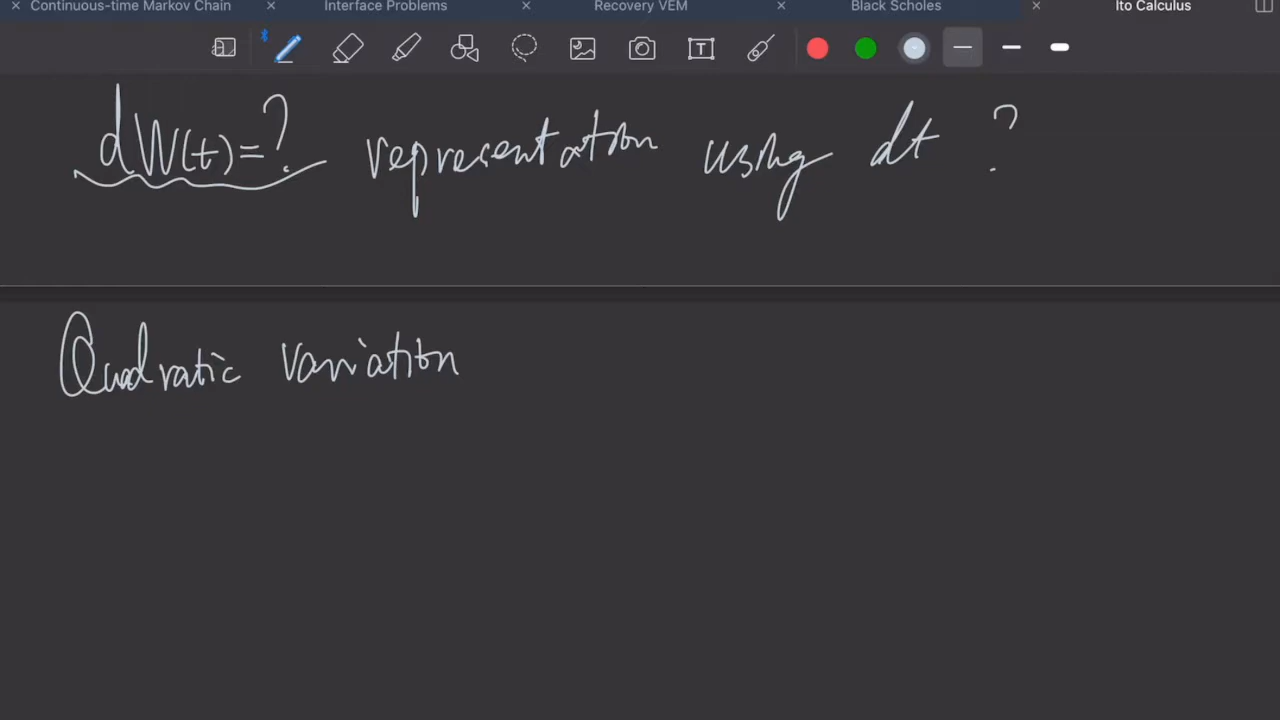 Continuous-time Markov Chain Interface Problems Recovery VEM Black Scholes Ito Calculus
dW(t)=? representation using dt ?
Quadratic variation